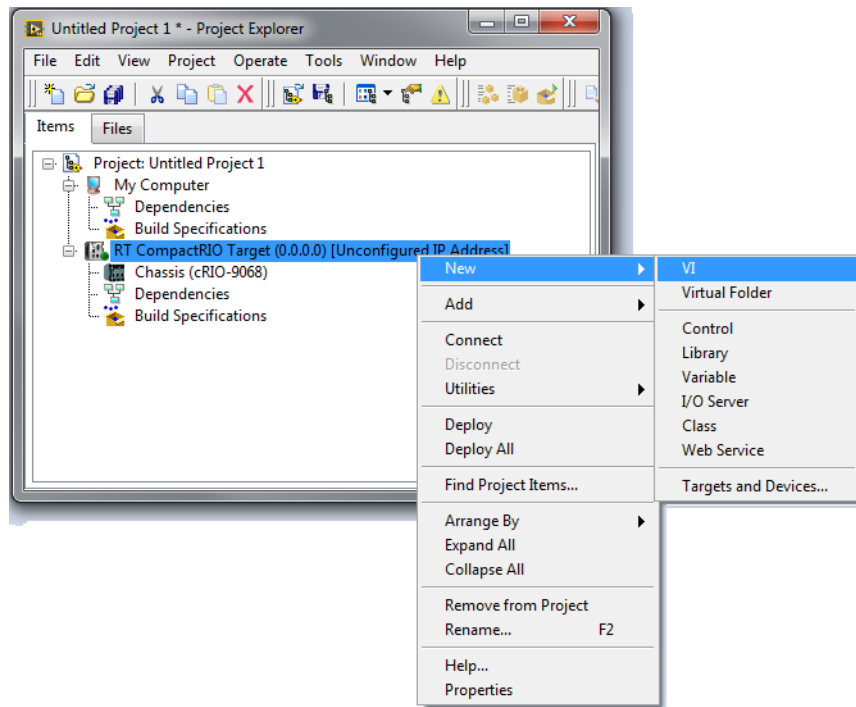 Untitled Project 1 * - Project Explorer
File Edit View Project Operate Tools Window Help
Items Files
Project: Untitled Project 1
My Computer
Dependencies
Build Specifications
RT CompactRIO Target (0.0.0.0) [Unconfigured IP Address]
Chassis (cRIO-9068)
Dependencies
Build Specifications
New
Add
Connect
Disconnect
Utilities
Deploy
Deploy All
Find Project Items...
Arrange By
Expand All
Collapse All
Remove from Project
Rename... F2
Help...
Properties
VI
Virtual Folder
Control
Library
Variable
I/O Server
Class
Web Service
Targets and Devices...